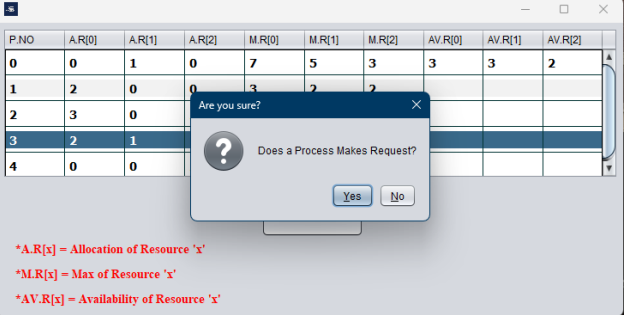 P.NO A.R[0] A.R[1] A.R[2] M.R[0] M.R[1] M.R[2] AV.R[0] AV.R[1] AV.R[2]
0 0 1 0 7 5 3 3 3 2
1 2 0 0 3 2 2
2 3 0
3 2 1
4 0 0
Are you sure?
Does a Process Makes Request?
Yes No
*A.R[x] = Allocation of Resource 'x'
*M.R[x] = Max of Resource 'x'
*AV.R[x] = Availability of Resource 'x'